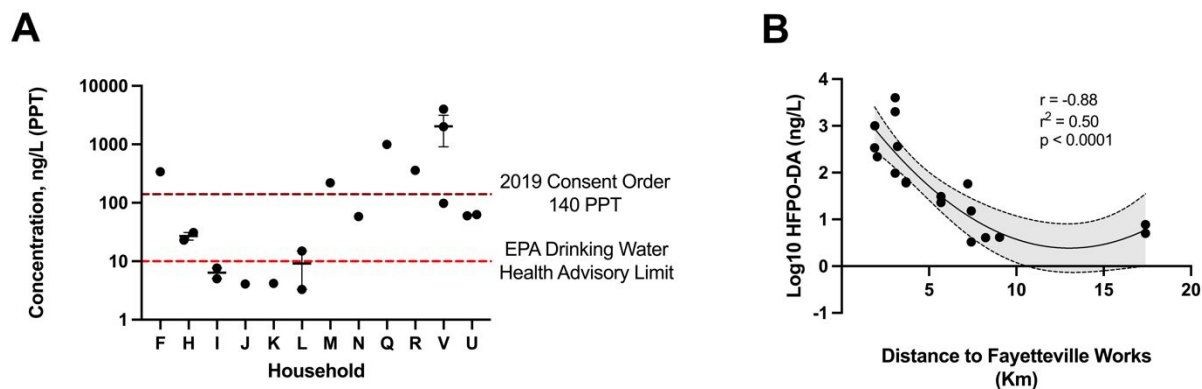 A
Concentration, ng/L (PPT)
10000
1000
100
10
1
2019 Consent Order
140 PPT
EPA Drinking Water
Health Advisory Limit
F H I J K L M N Q R V U
Household
B
Log10 HFPO-DA (ng/L)
4
3
2
1
0
-1
r = -0.88
r² = 0.50
p < 0.0001
5 10 15 20
Distance to Fayetteville Works
(Km)